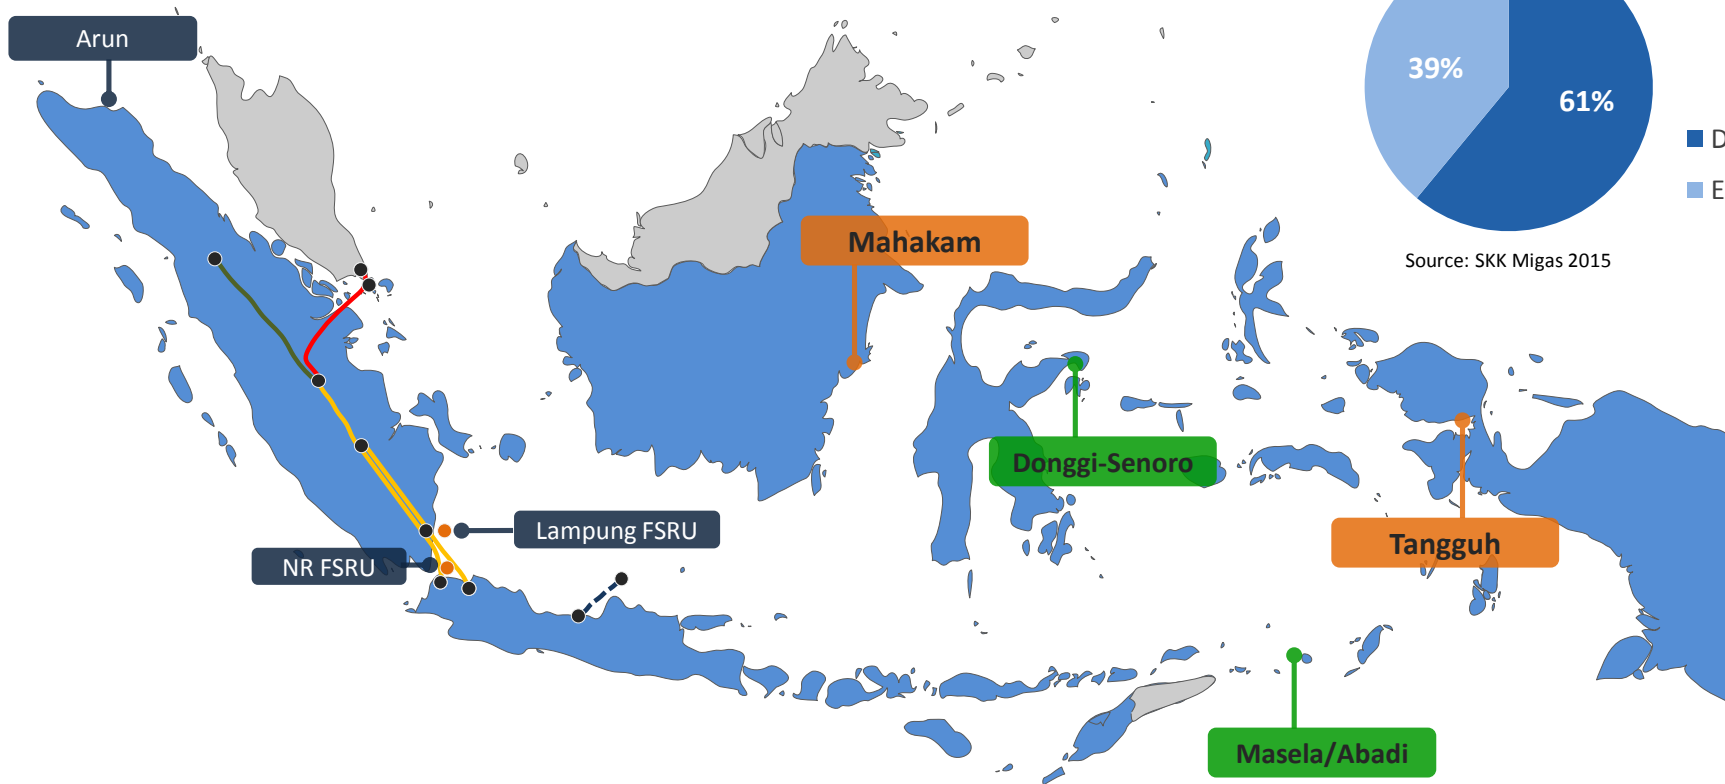 Arun
39%
61%
D
E
Source: SKK Migas 2015
Mahakam
Donggi-Senoro
Lampung FSRU
NR FSRU
Tangguh
Masela/Abadi